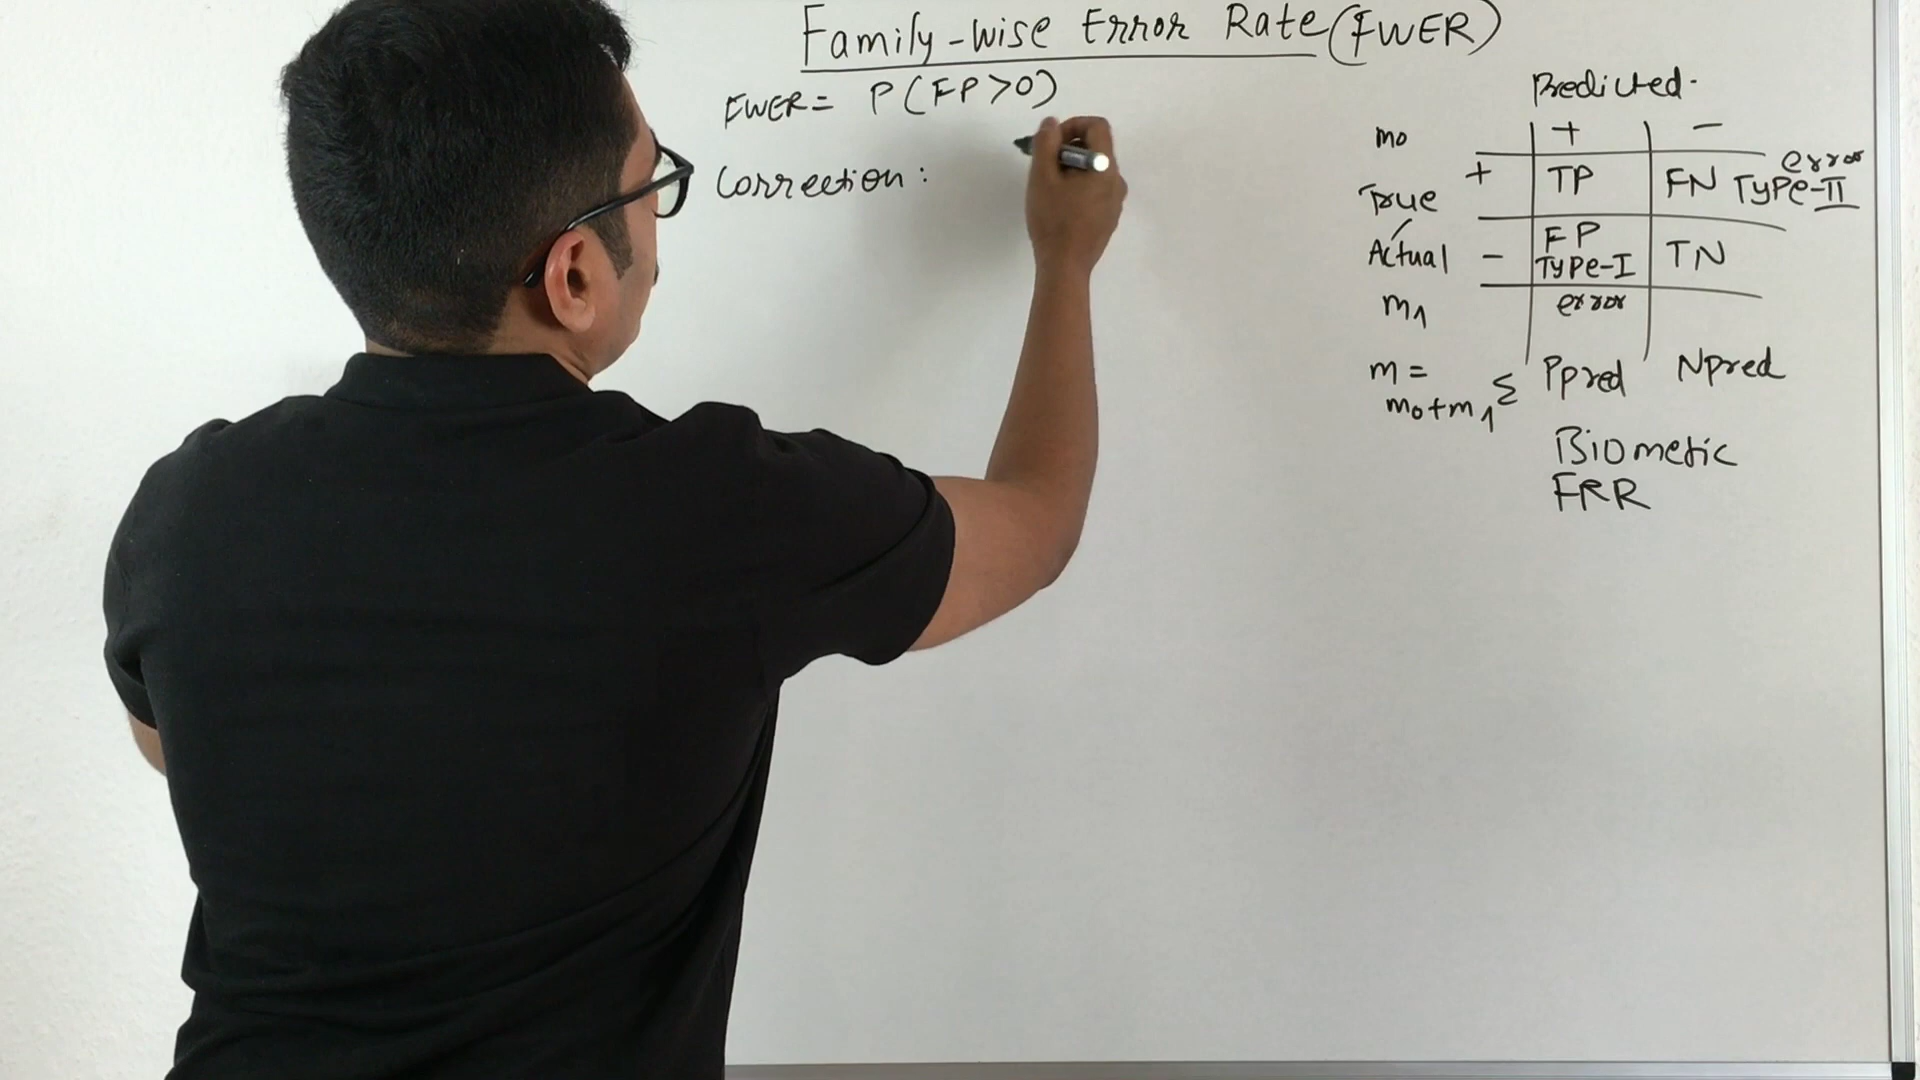 Family-wise Error Rate (FWER)
FWER = P(FP>0)
Correction:
Predicted.
m0 + -
True + TP FN Type-II error
Actual - FP Type-I error TN
m1
m = m0+m1 Σ Ppred Npred
Biometic
FRR